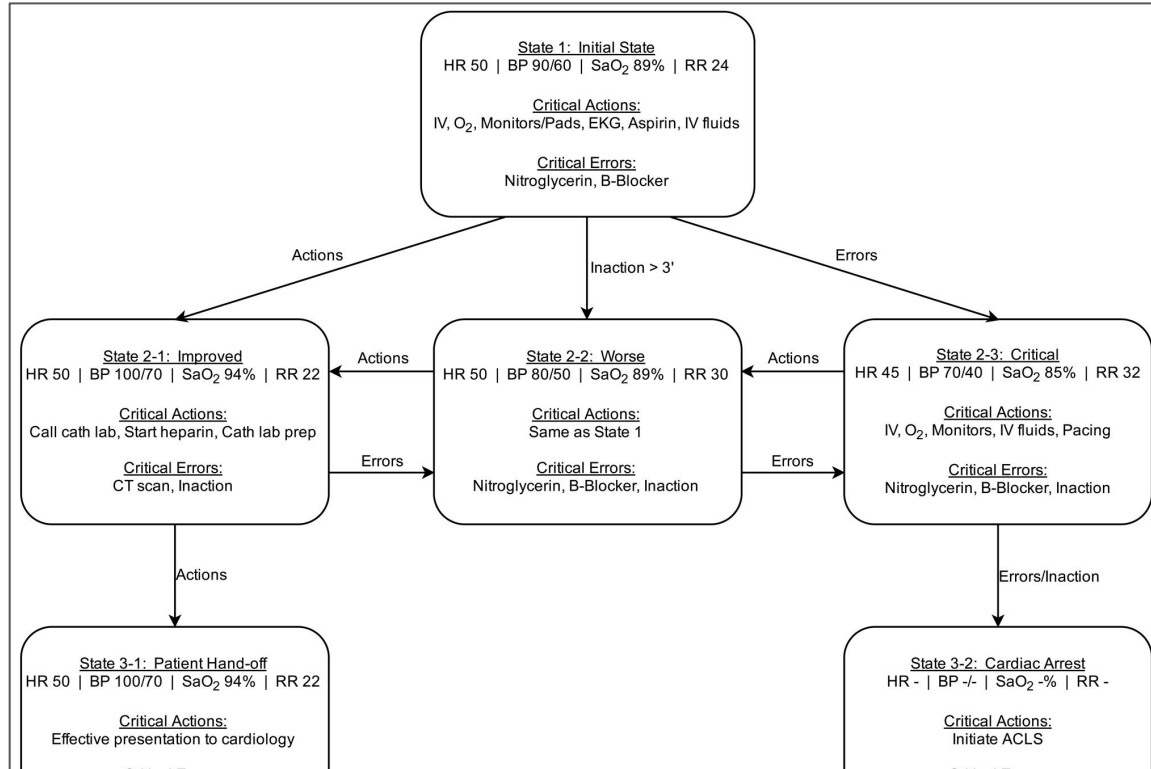 State 1: Initial State
HR 50 | BP 90/60 | SaO2 89% | RR 24
Critical Actions:
IV, O2, Monitors/Pads, EKG, Aspirin, IV fluids
Critical Errors:
Nitroglycerin, B-Blocker
Actions
Inaction > 3'
Errors
State 2-1: Improved
HR 50 | BP 100/70 | SaO2 94% | RR 22
Critical Actions:
Call cath lab, Start heparin, Cath lab prep
Critical Errors:
CT scan, Inaction
Actions
Errors
State 2-2: Worse
HR 50 | BP 80/50 | SaO2 89% | RR 30
Critical Actions:
Same as State 1
Critical Errors:
Nitroglycerin, B-Blocker, Inaction
Actions
Errors
State 2-3: Critical
HR 45 | BP 70/40 | SaO2 85% | RR 32
Critical Actions:
IV, O2, Monitors, IV fluids, Pacing
Critical Errors:
Nitroglycerin, B-Blocker, Inaction
Actions
Errors/Inaction
State 3-1: Patient Hand-off
HR 50 | BP 100/70 | SaO2 94% | RR 22
Critical Actions:
Effective presentation to cardiology
State 3-2: Cardiac Arrest
HR - | BP -/- | SaO2 -% | RR -
Critical Actions:
Initiate ACLS